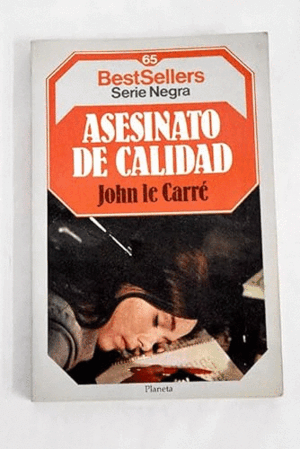 65
BestSellers
Serie Negra
ASESINATO
DE CALIDAD
John le Carré
Planeta